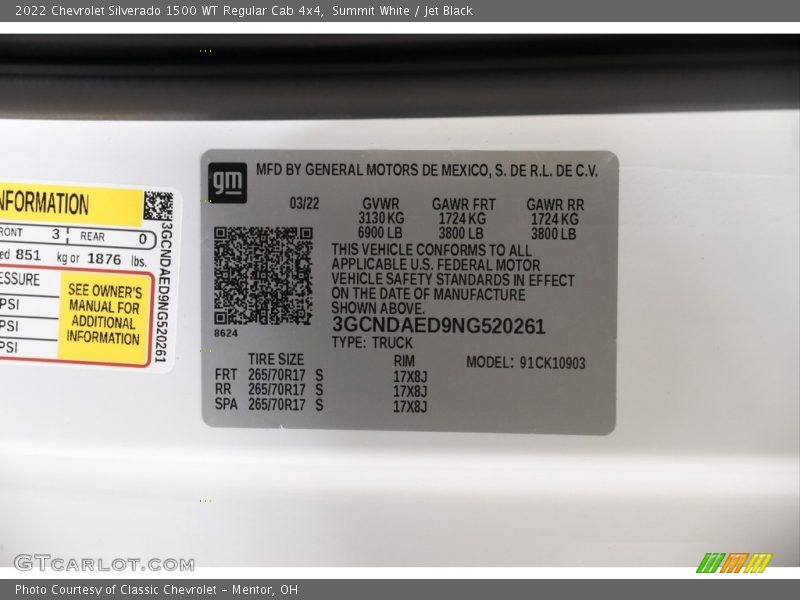 2022 Chevrolet Silverado 1500 WT Regular Cab 4x4, Summit White / Jet Black
NFORMATION
RONT 3 REAR 0
ed 851 kg or 1876 lbs.
ESSURE
PSI
PSI
PSI
SEE OWNER'S
MANUAL FOR
ADDITIONAL
INFORMATION
3GCNDAED9NG520261
gm
MFD BY GENERAL MOTORS DE MEXICO, S. DE R.L. DE C.V.
03/22 GVWR GAWR FRT GAWR RR
3130 KG 1724 KG 1724 KG
6900 LB 3800 LB 3800 LB
THIS VEHICLE CONFORMS TO ALL
APPLICABLE U.S. FEDERAL MOTOR
VEHICLE SAFETY STANDARDS IN EFFECT
ON THE DATE OF MANUFACTURE
SHOWN ABOVE.
8624
3GCNDAED9NG520261
TYPE: TRUCK
TIRE SIZE RIM MODEL: 91CK10903
FRT 265/70R17 S 17X8J
RR 265/70R17 S 17X8J
SPA 265/70R17 S 17X8J
GTCARLOT.COM
Photo Courtesy of Classic Chevrolet - Mentor, OH